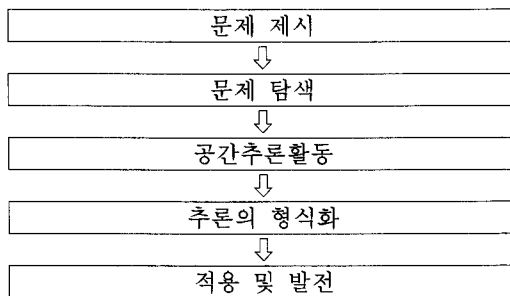 문제 제시
문제 탐색
공간추론활동
추론의 형식화
적용 및 발전